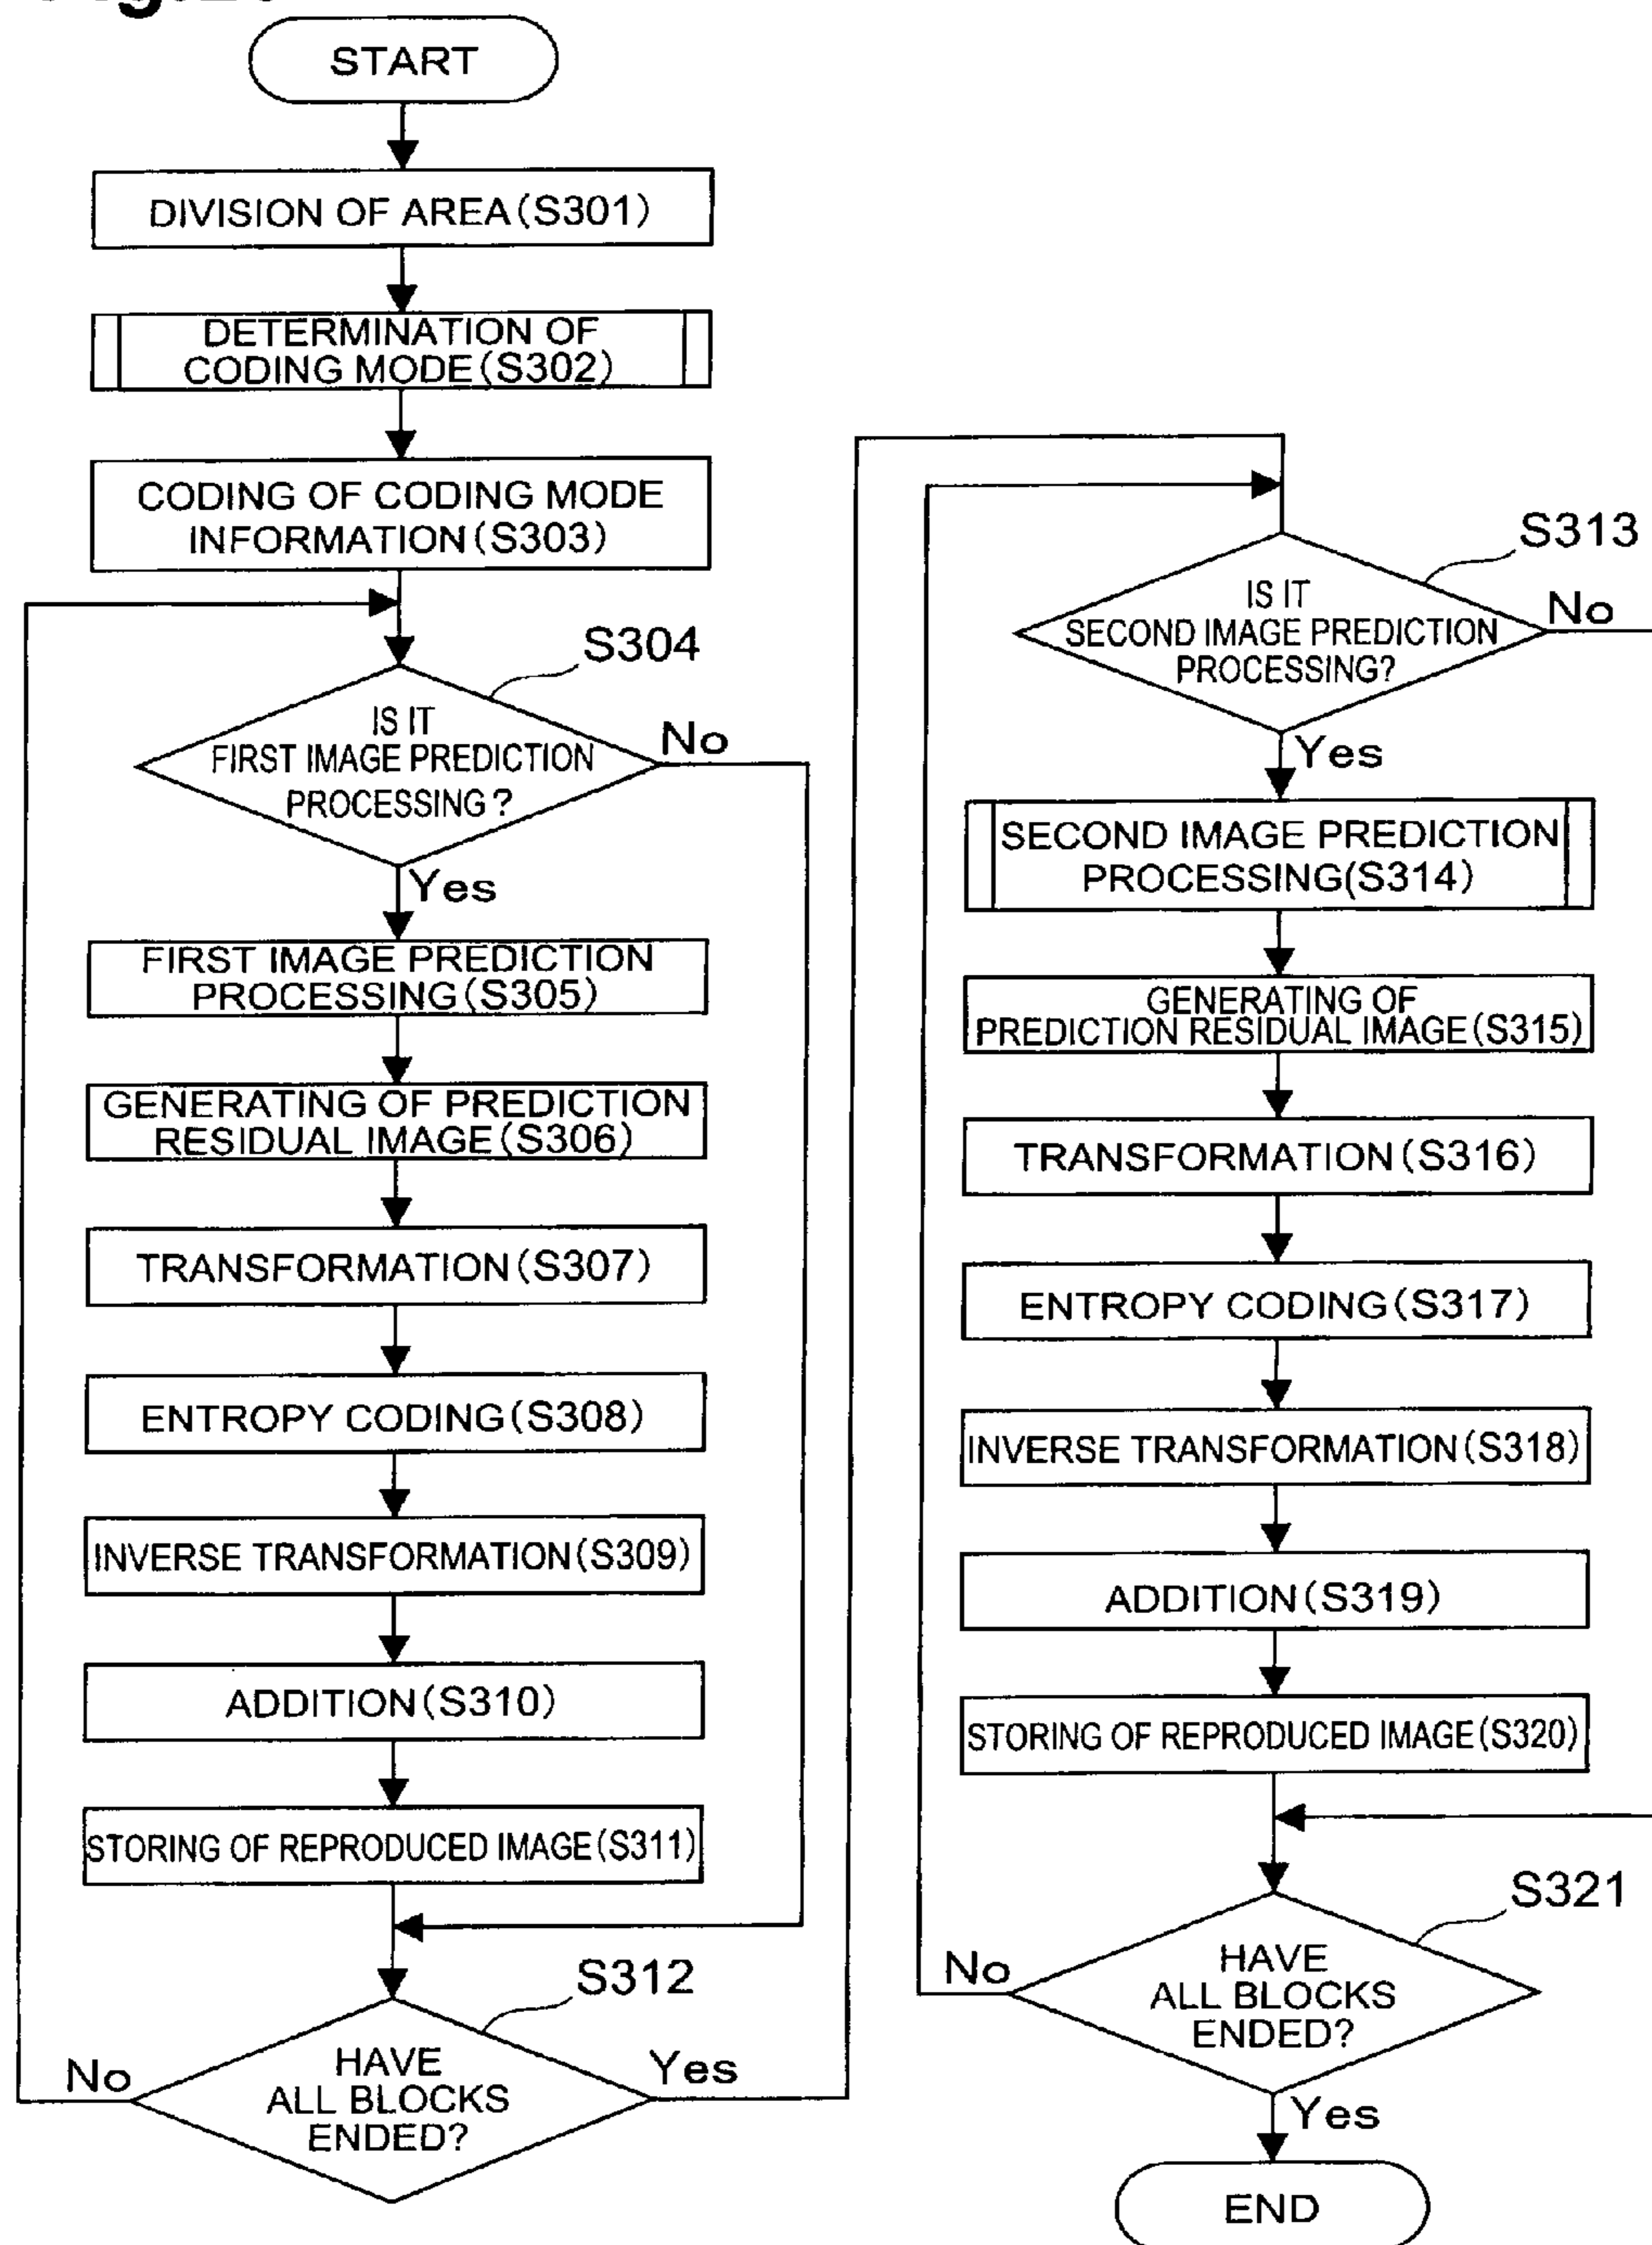 START
DIVISION OF AREA(S301)
DETERMINATION OF
CODING MODE(S302)
CODING OF CODING MODE
INFORMATION(S303)
S304
IS IT
FIRST IMAGE PREDICTION
PROCESSING?
No
Yes
FIRST IMAGE PREDICTION
PROCESSING(S305)
GENERATING OF PREDICTION
RESIDUAL IMAGE(S306)
TRANSFORMATION(S307)
ENTROPY CODING(S308)
INVERSE TRANSFORMATION(S309)
ADDITION(S310)
STORING OF REPRODUCED IMAGE(S311)
S312
HAVE
ALL BLOCKS
ENDED?
No
Yes
S313
IS IT
SECOND IMAGE PREDICTION
PROCESSING?
No
Yes
SECOND IMAGE PREDICTION
PROCESSING(S314)
GENERATING OF
PREDICTION RESIDUAL IMAGE(S315)
TRANSFORMATION(S316)
ENTROPY CODING(S317)
INVERSE TRANSFORMATION(S318)
ADDITION(S319)
STORING OF REPRODUCED IMAGE(S320)
S321
HAVE
ALL BLOCKS
ENDED?
No
Yes
END